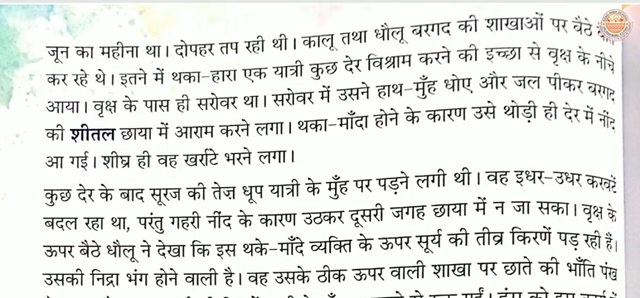 जून का महीना था। दोपहर तप रही थी। कालू तथा धौलू बरगद की शाखाओं पर बैठे
कर रहे थे। इतने में थका-हारा एक यात्री कुछ देर विश्राम करने की इच्छा से वृक्ष के नीचे
आया। वृक्ष के पास ही सरोवर था। सरोवर में उसने हाथ-मुँह धोए और जल पीकर बरगद
की शीतल छाया में आराम करने लगा। थका-माँदा होने के कारण उसे थोड़ी ही देर में नींद
आ गई। शीघ्र ही वह खर्राटे भरने लगा।
कुछ देर के बाद सूरज की तेज़ धूप यात्री के मुँह पर पड़ने लगी थी। वह इधर-उधर करवटें
बदल रहा था, परंतु गहरी नींद के कारण उठकर दूसरी जगह छाया में न जा सका। वृक्ष के
ऊपर बैठे धौलू ने देखा कि इस थके-माँदे व्यक्ति के ऊपर सूर्य की तीव्र किरणें पड़ रही हैं।
उसकी निद्रा भंग होने वाली है। वह उसके ठीक ऊपर वाली शाखा पर छाते की भाँति पंख